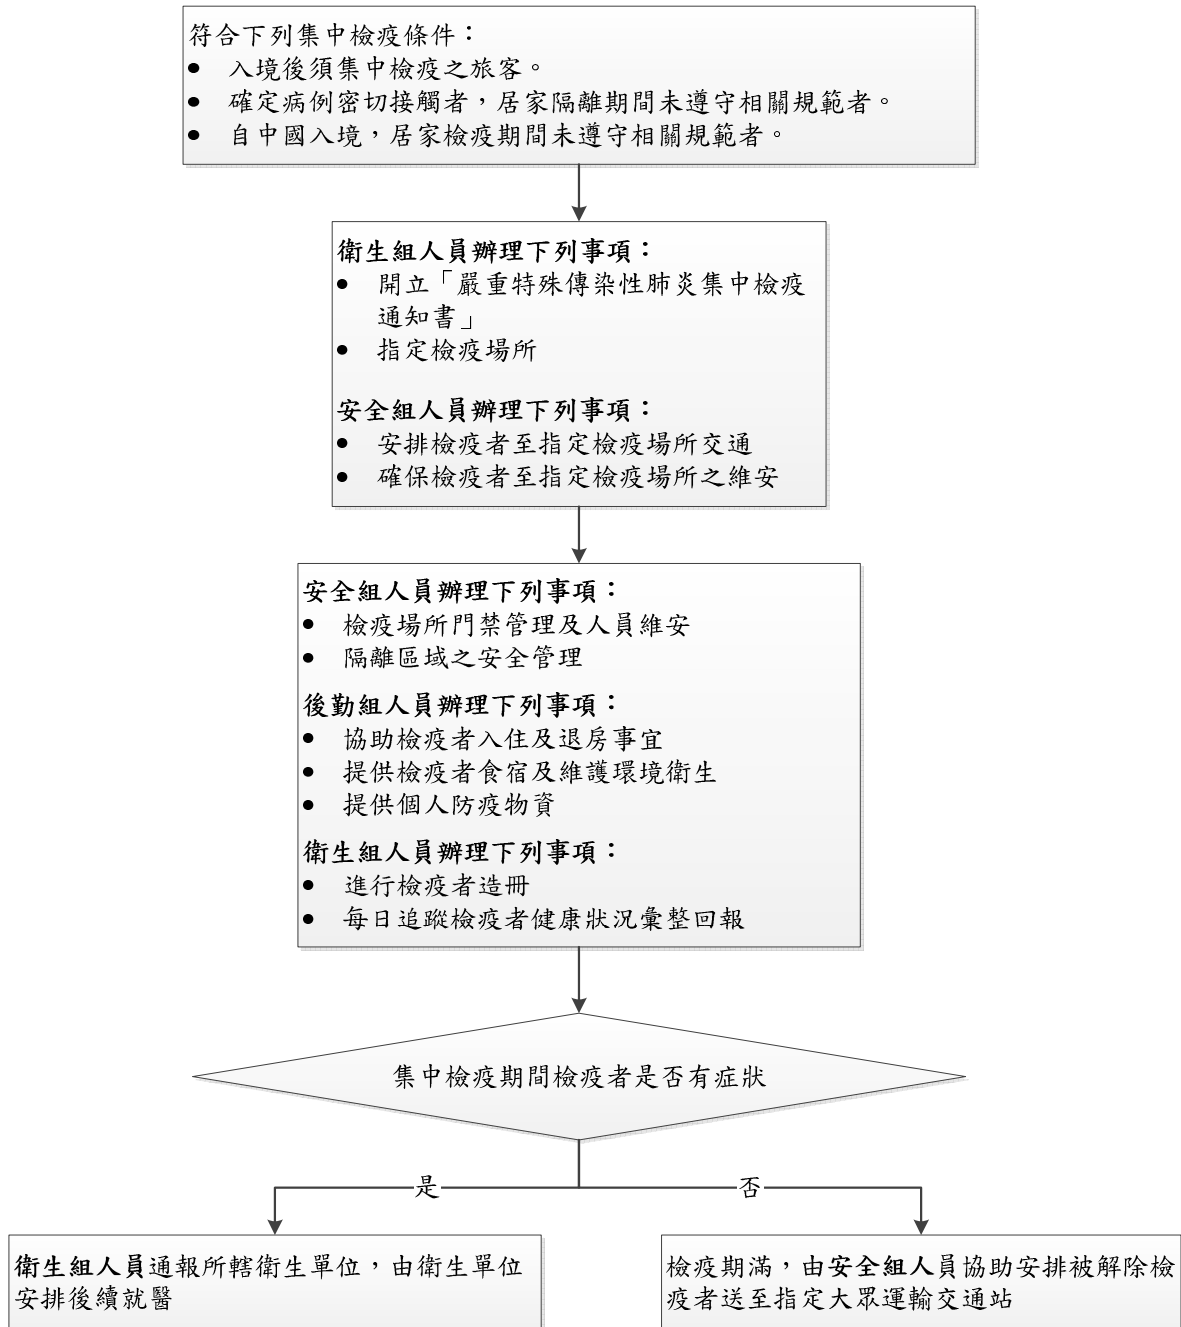 符合下列集中檢疫條件：
● 入境後須集中檢疫之旅客。
● 確定病例密切接觸者，居家隔離期間未遵守相關規範者。
● 自中國入境，居家檢疫期間未遵守相關規範者。
衛生組人員辦理下列事項：
● 開立「嚴重特殊傳染性肺炎集中檢疫
通知書」
● 指定檢疫場所
安全組人員辦理下列事項：
● 安排檢疫者至指定檢疫場所交通
● 確保檢疫者至指定檢疫場所之維安
安全組人員辦理下列事項：
● 檢疫場所門禁管理及人員維安
● 隔離區域之安全管理
後勤組人員辦理下列事項：
● 協助檢疫者入住及退房事宜
● 提供檢疫者食宿及維護環境衛生
● 提供個人防疫物資
衛生組人員辦理下列事項：
● 進行檢疫者造冊
● 每日追蹤檢疫者健康狀況彙整回報
集中檢疫期間檢疫者是否有症狀
是
否
衛生組人員通報所轄衛生單位，由衛生單位
安排後續就醫
檢疫期滿，由安全組人員協助安排被解除檢
疫者送至指定大眾運輸交通站